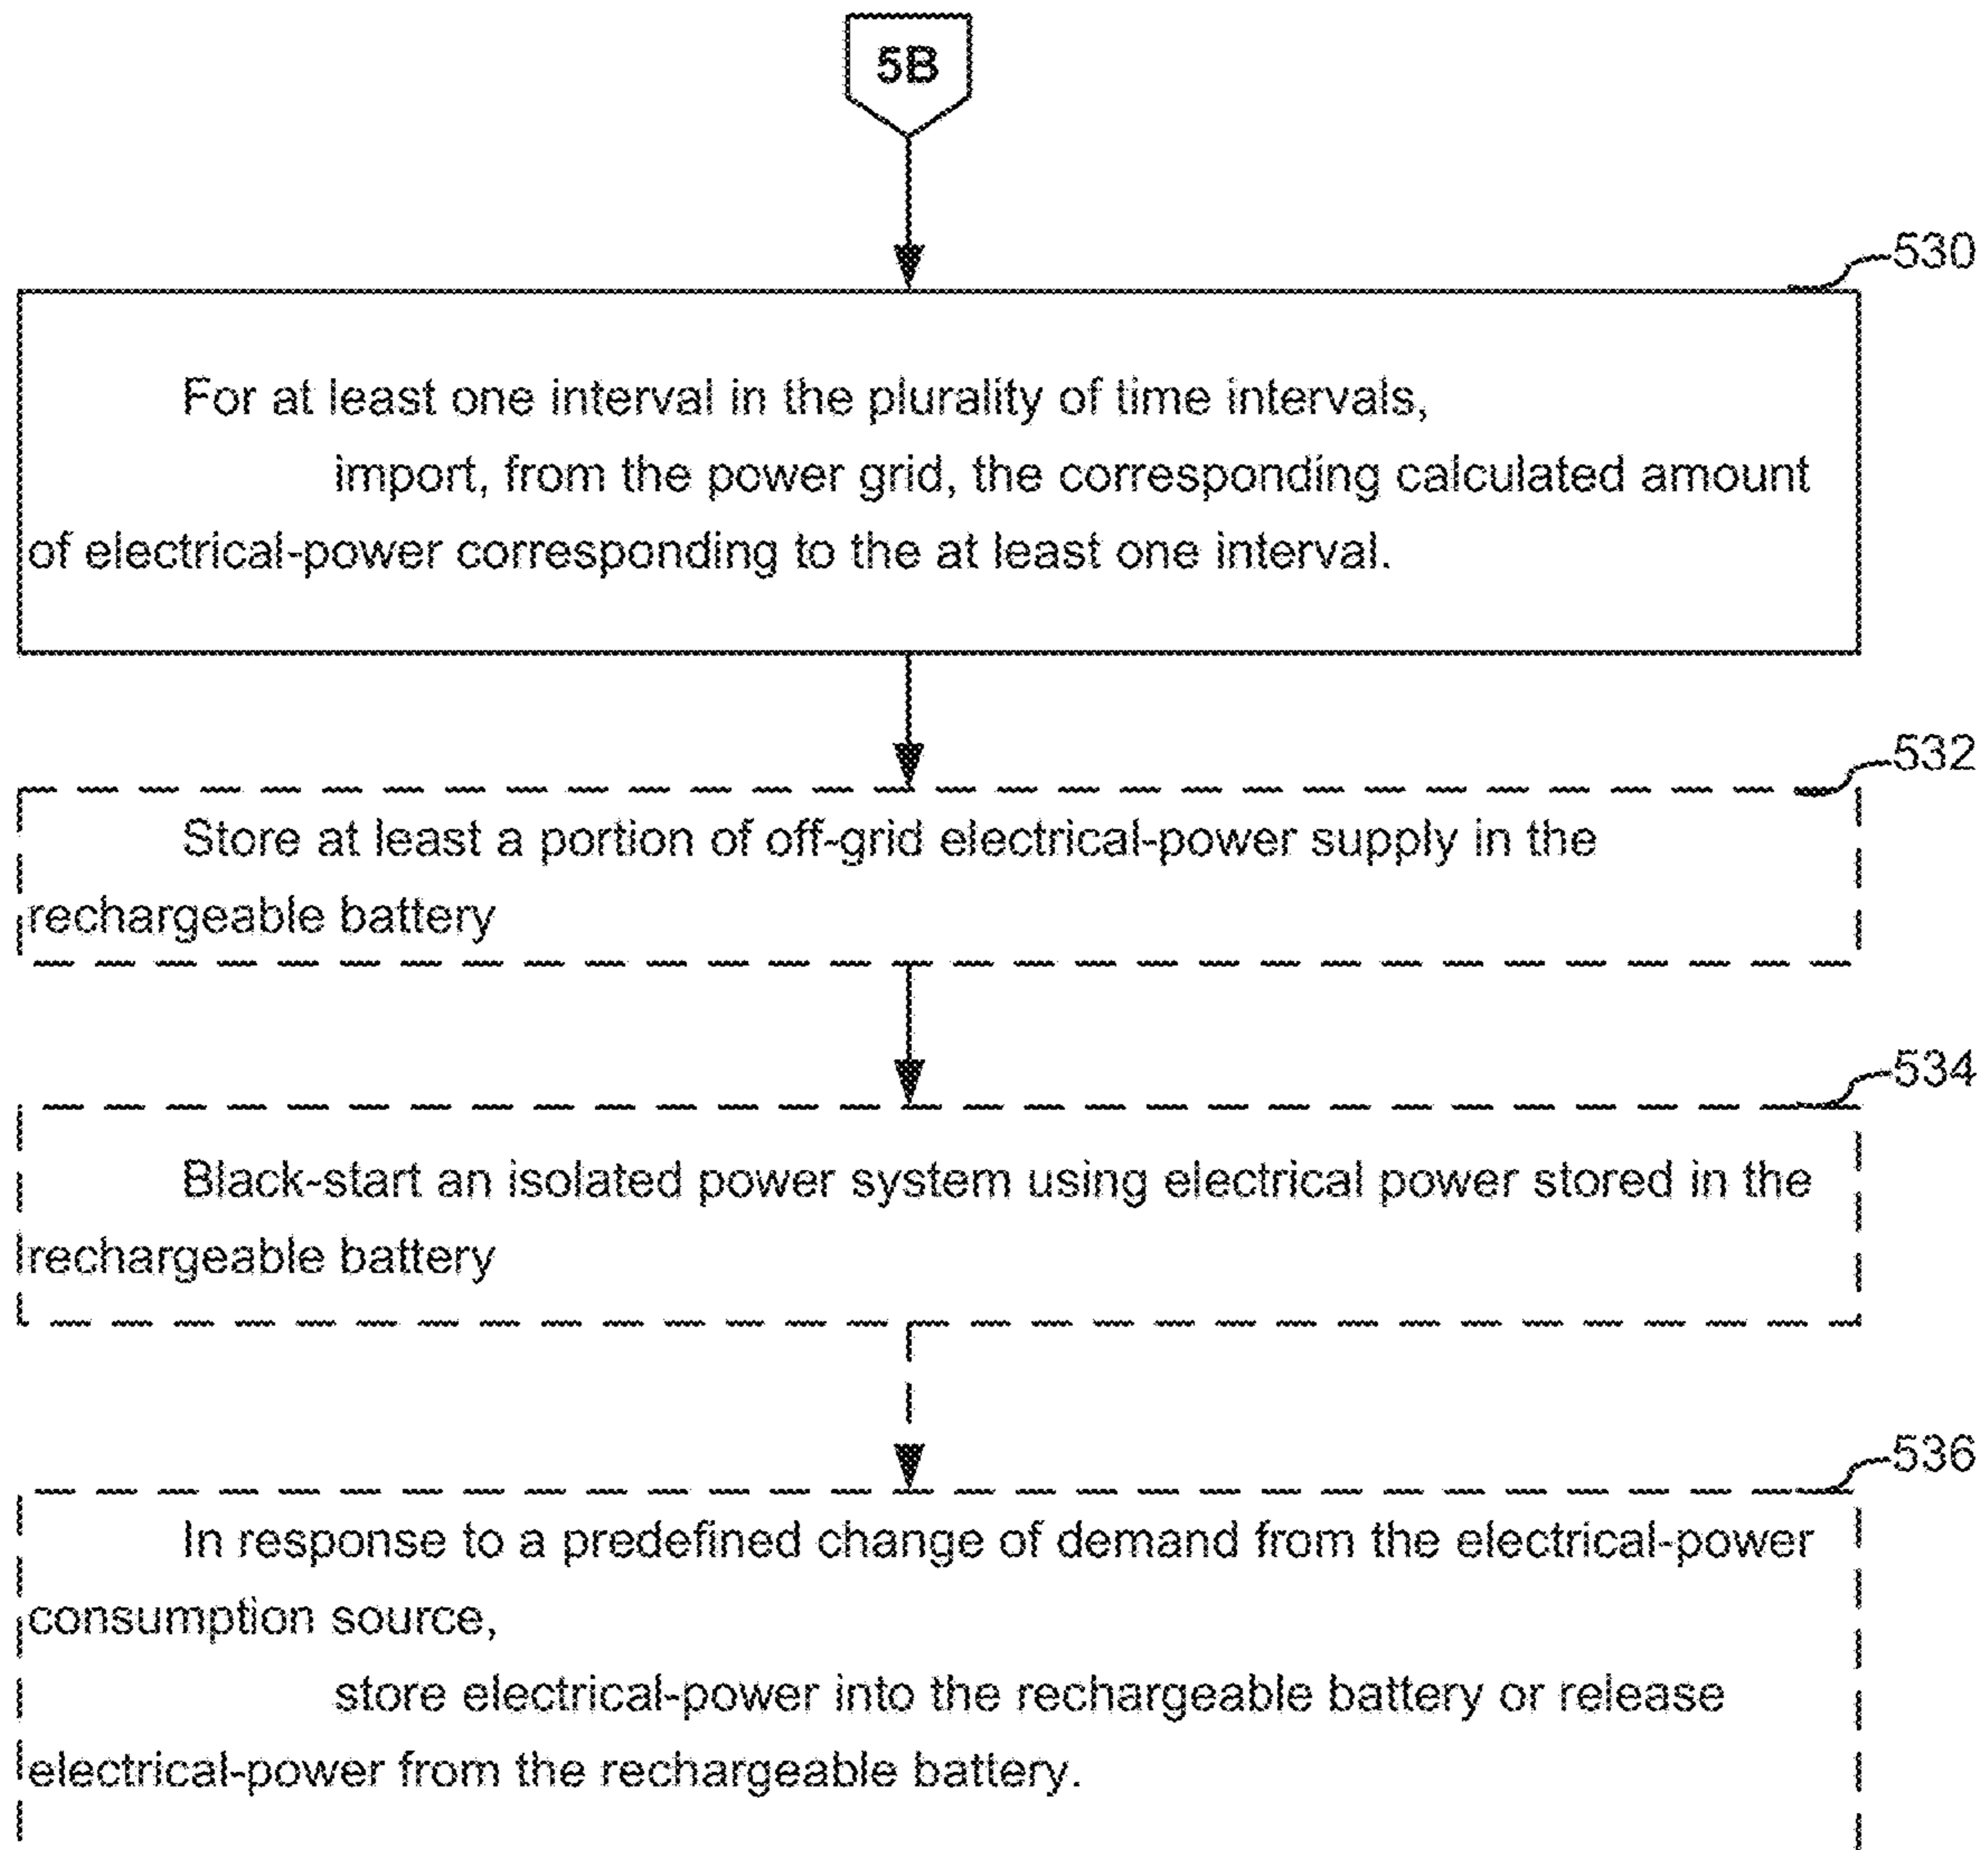 5B
530
For at least one interval in the plurality of time intervals,
import, from the power grid, the corresponding calculated amount
of electrical-power corresponding to the at least one interval.
532
Store at least a portion of off-grid electrical-power supply in the
rechargeable battery
534
Black-start an isolated power system using electrical power stored in the
rechargeable battery
536
In response to a predefined change of demand from the electrical-power
consumption source,
store electrical-power into the rechargeable battery or release
electrical-power from the rechargeable battery.